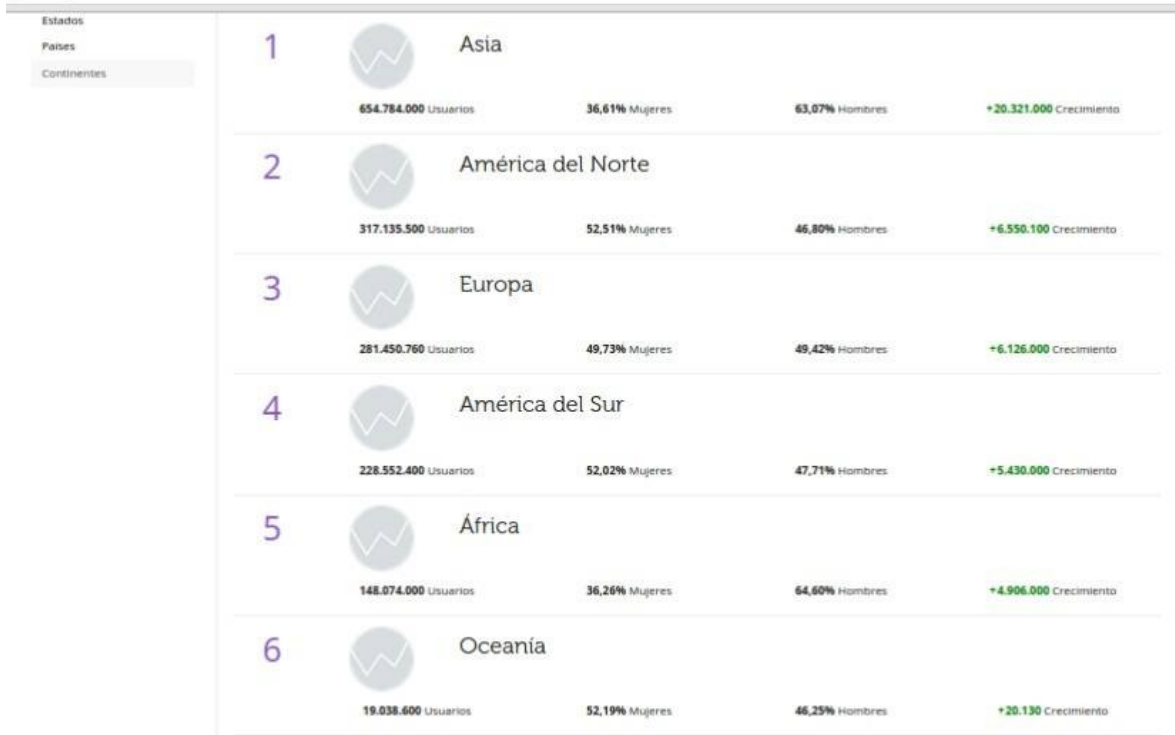 Estados
Países
Continentes
1 Asia
654.784.000 Usuarios 36,61% Mujeres 63,07% Hombres +20.321.000 Crecimiento
2 América del Norte
317.135.500 Usuarios 52,51% Mujeres 46,80% Hombres +6.550.100 Crecimiento
3 Europa
281.450.760 Usuarios 49,73% Mujeres 49,42% Hombres +6.126.000 Crecimiento
4 América del Sur
228.552.400 Usuarios 52,02% Mujeres 47,71% Hombres +5.430.000 Crecimiento
5 África
148.074.000 Usuarios 36,26% Mujeres 64,60% Hombres +4.906.000 Crecimiento
6 Oceanía
19.038.600 Usuarios 52,19% Mujeres 46,25% Hombres +20.130 Crecimiento